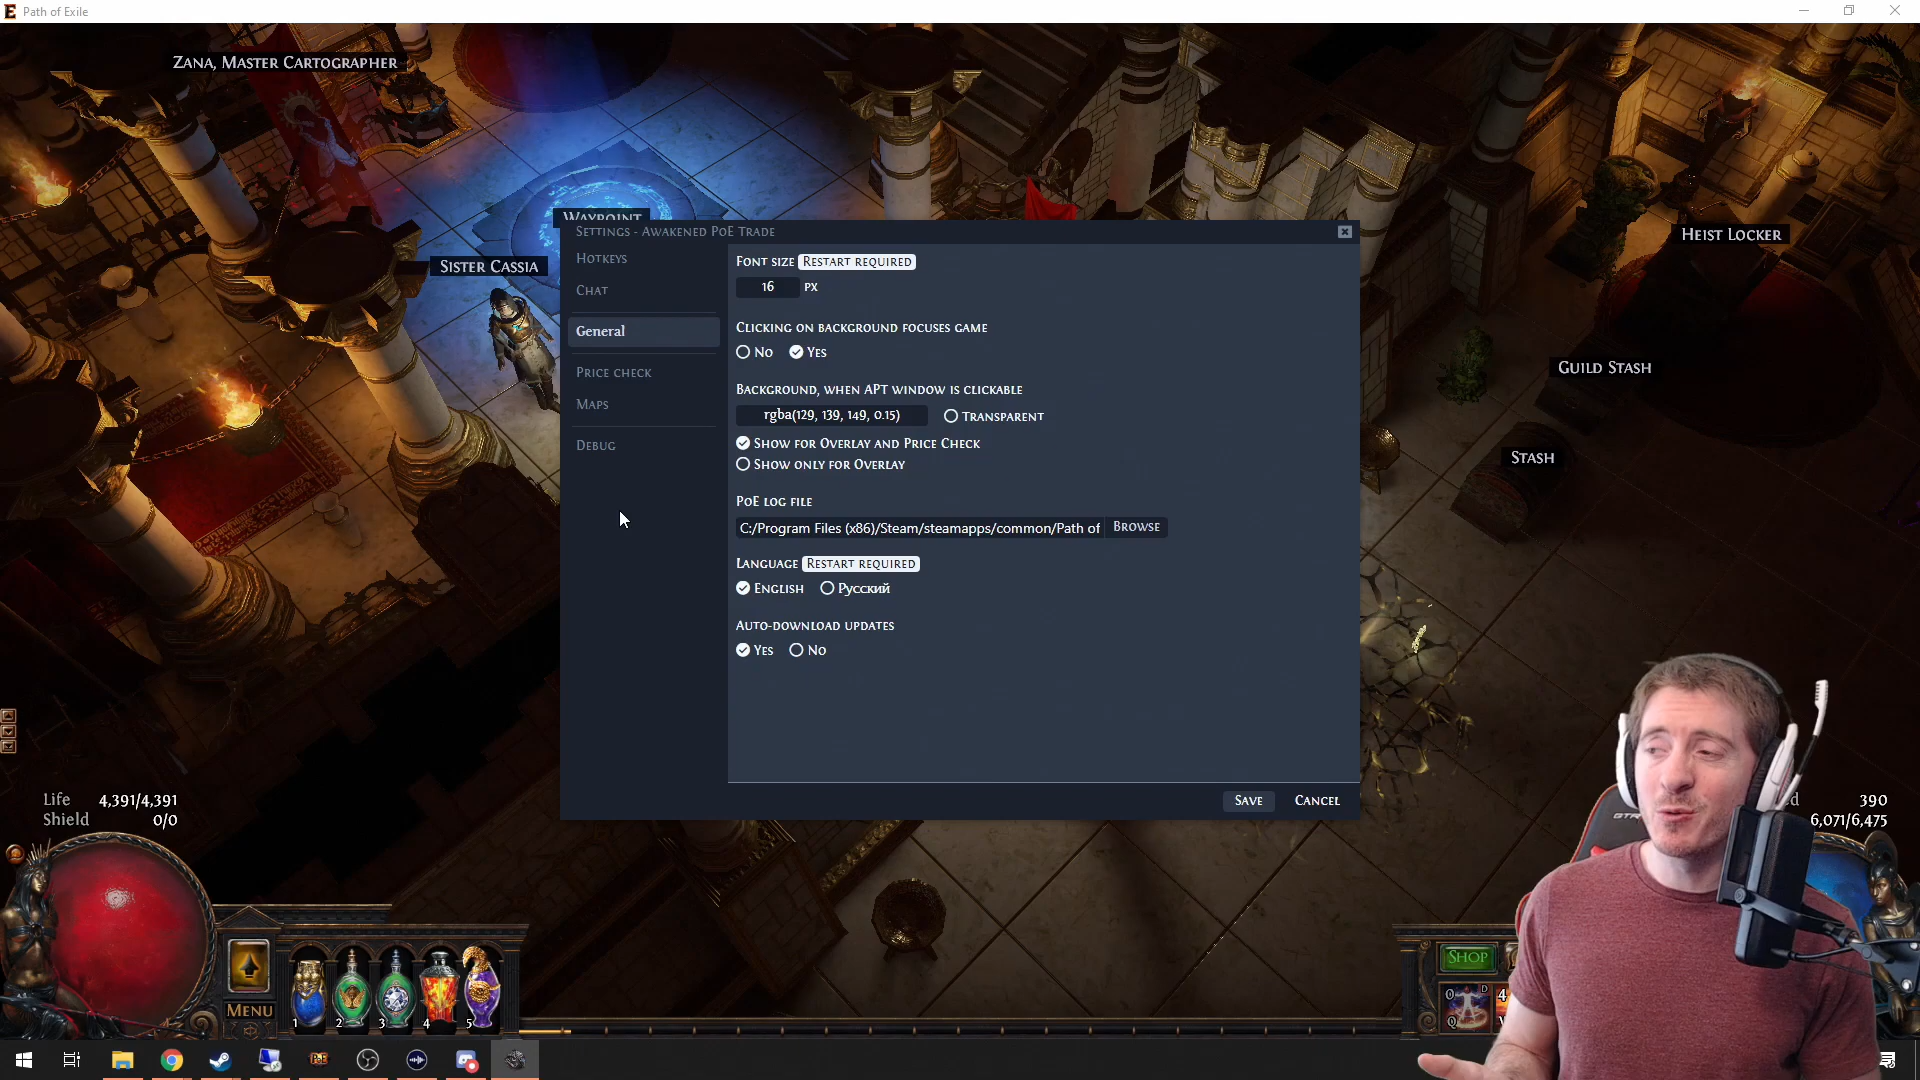 Path of Exile
Zana, Master Cartographer
Waypoint
Settings - Awakened PoE Trade
Hotkeys
Sister Cassia
Chat
General
Price check
Maps
Debug
Font size Restart required
16 px
Clicking on background focuses game
No Yes
Background, when APT window is clickable
rgba(129, 139, 149, 0.15) Transparent
Show for Overlay and Price Check
Show only for Overlay
PoE log file
C:/Program Files (x86)/Steam/steamapps/common/Path of Browse
Language Restart required
English Русский
Auto-download updates
Yes No
Save Cancel
Heist Locker
Guild Stash
Stash
Life 4,391/4,391
Shield 0/0
390
6,071/6,475
Menu
1 2 3 4 5
Shop